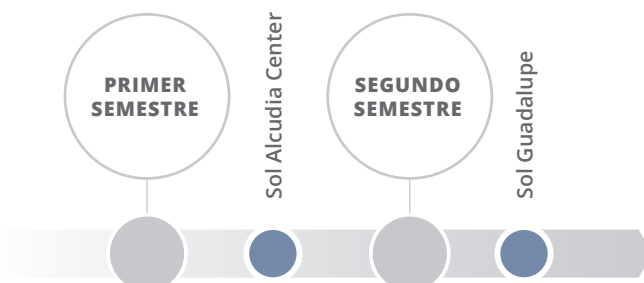 PRIMER
SEMESTRE
Sol Alcudia Center
SEGUNDO
SEMESTRE
Sol Guadalupe